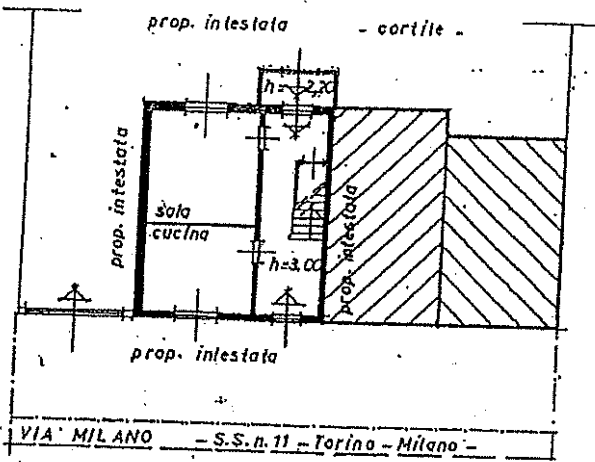 prop. intestata - cortile -
h= 2,20
prop. intestata
sala
cucina
prop. intestata
h=3,00
prop. intestata
VIA MILANO - S.S. n. 11 - Torino - Milano -